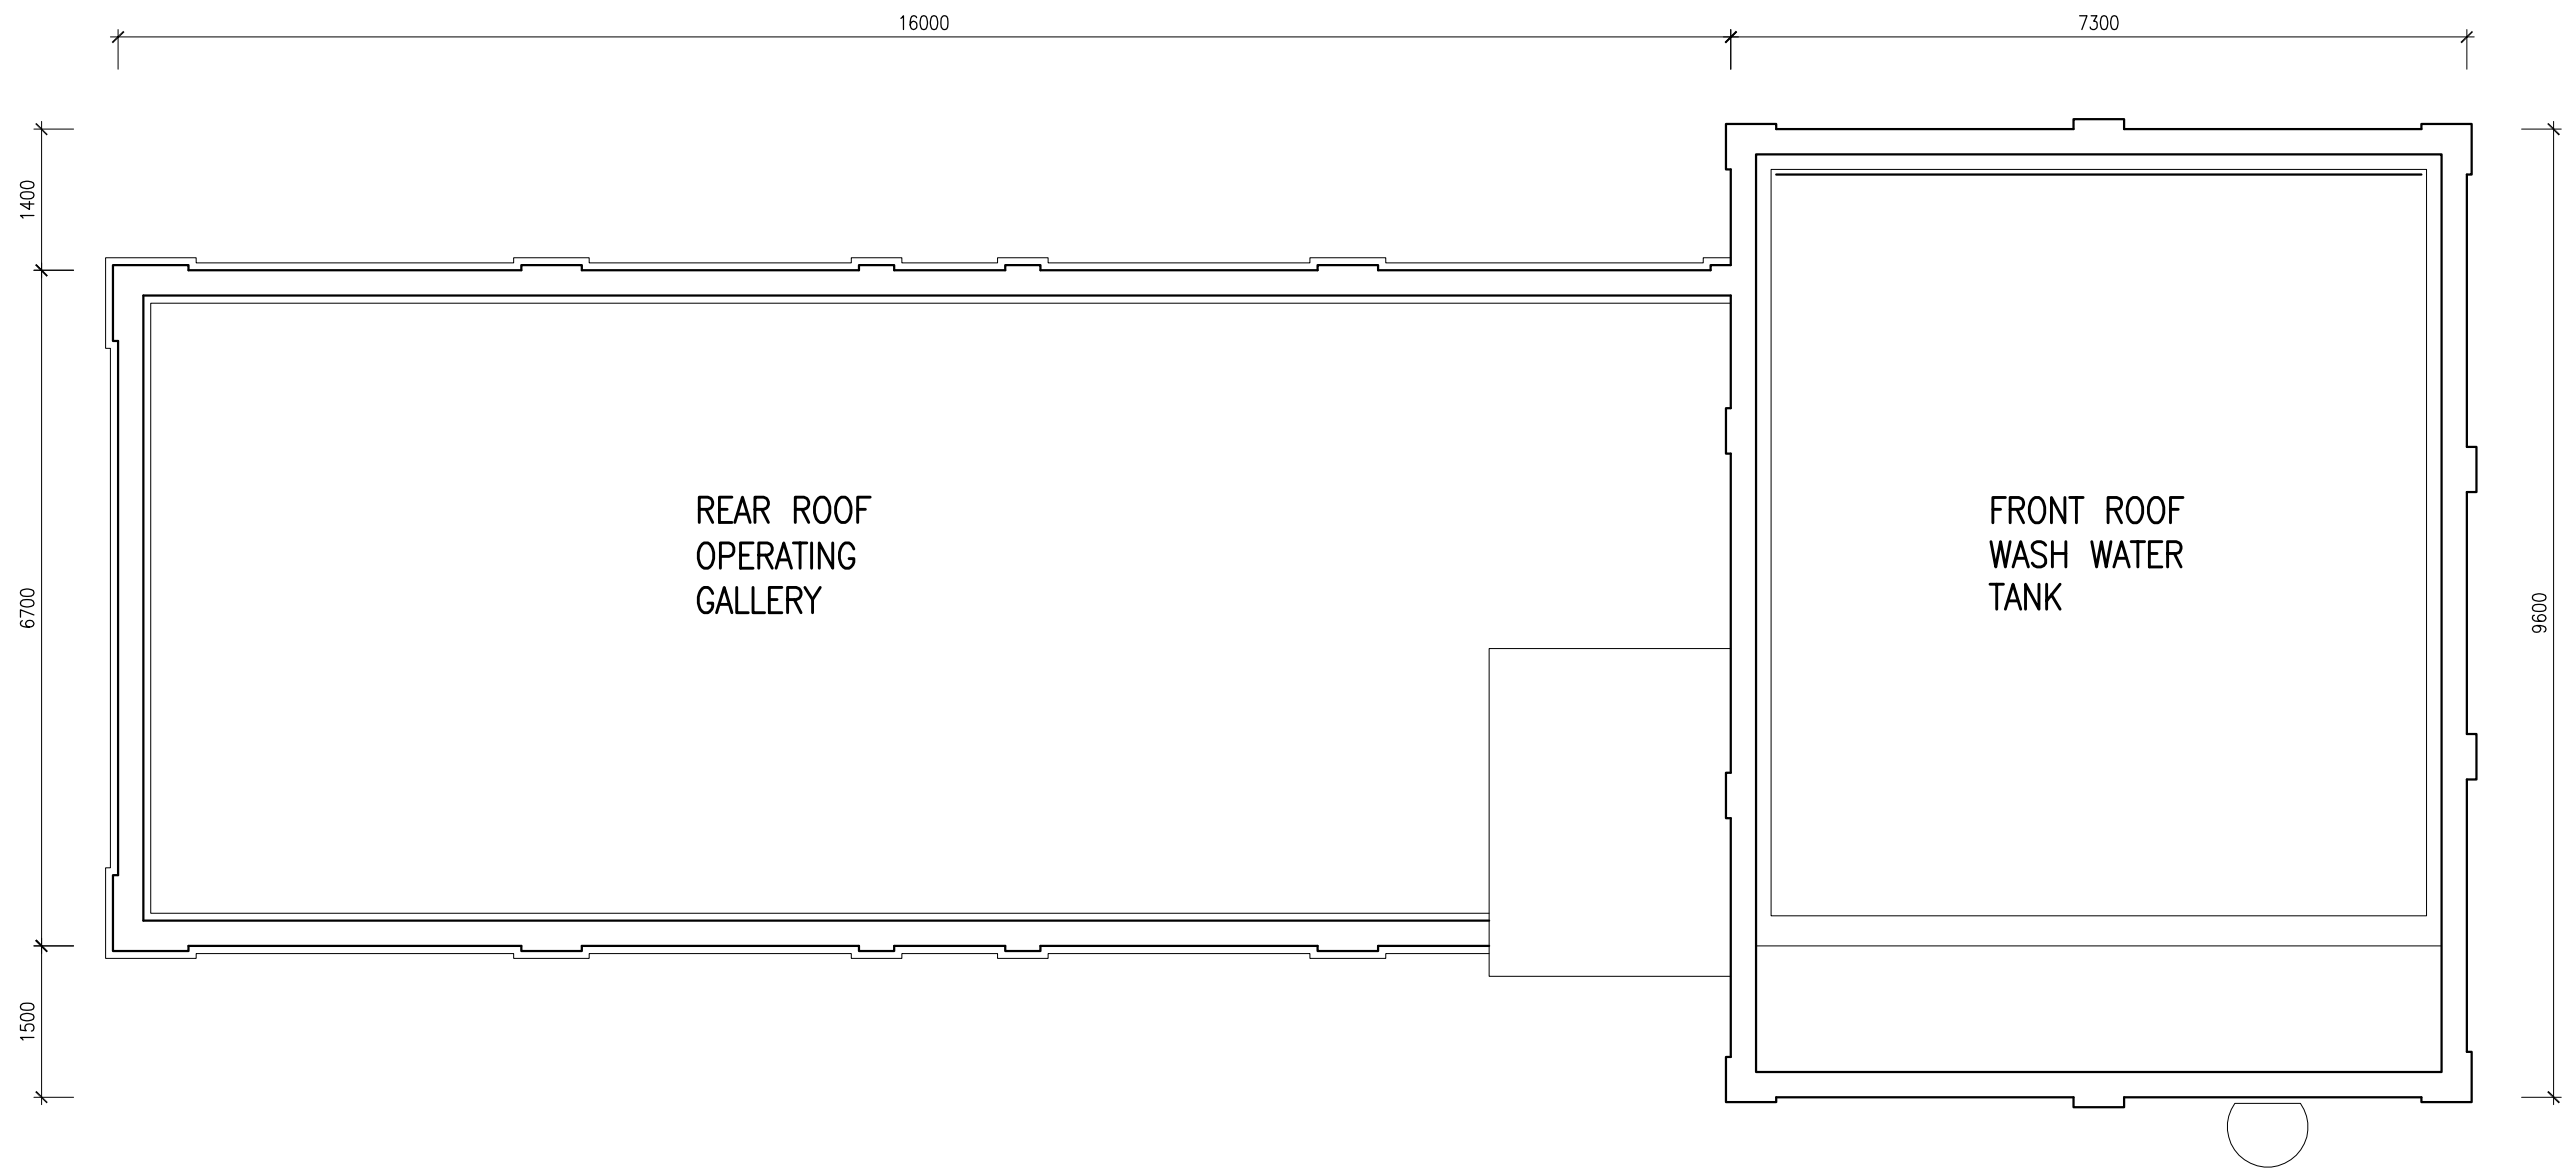 16000
7300
1400
REAR ROOF
OPERATING
GALLERY
FRONT ROOF
WASH WATER
TANK
6700
9600
1500